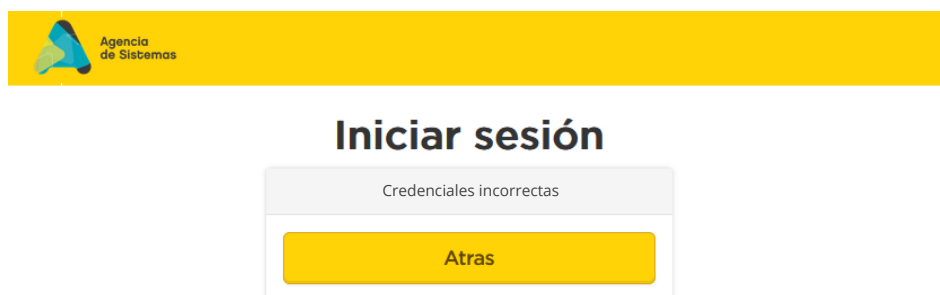 Agencia
de Sistemas
Iniciar sesión
Credenciales incorrectas
Atras